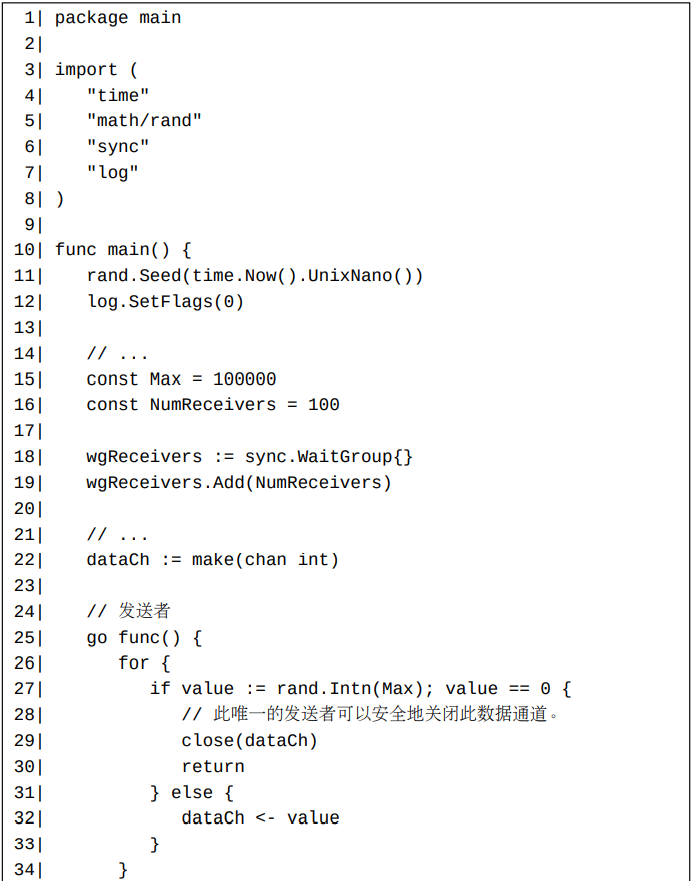 1| package main
 2|
 3| import (
 4|    "time"
 5|    "math/rand"
 6|    "sync"
 7|    "log"
 8| )
 9|
10| func main() {
11|    rand.Seed(time.Now().UnixNano())
12|    log.SetFlags(0)
13|
14|    // ...
15|    const Max = 100000
16|    const NumReceivers = 100
17|
18|    wgReceivers := sync.WaitGroup{}
19|    wgReceivers.Add(NumReceivers)
20|
21|    // ...
22|    dataCh := make(chan int)
23|
24|    // 发送者
25|    go func() {
26|       for {
27|          if value := rand.Intn(Max); value == 0 {
28|             // 此唯一的发送者可以安全地关闭此数据通道。
29|             close(dataCh)
30|             return
31|          } else {
32|             dataCh <- value
33|          }
34|       }